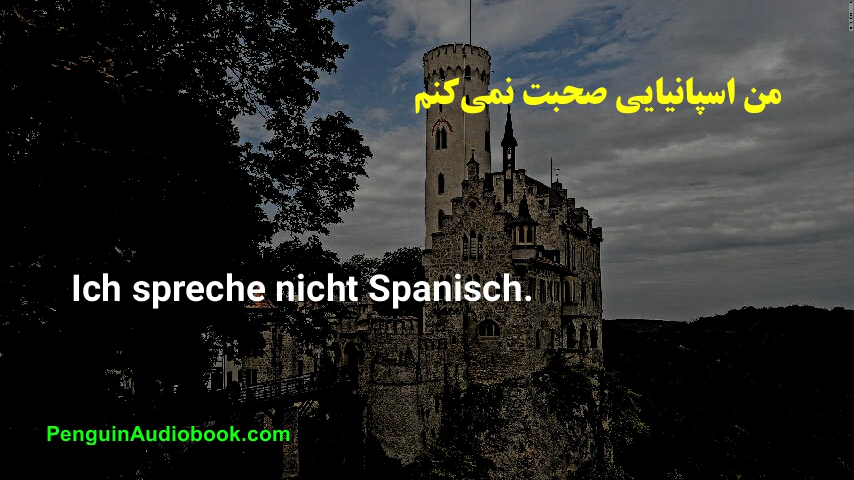 من اسپانیایی صحبت نمی‌کنم
Ich spreche nicht Spanisch.
PenguinAudiobook.com